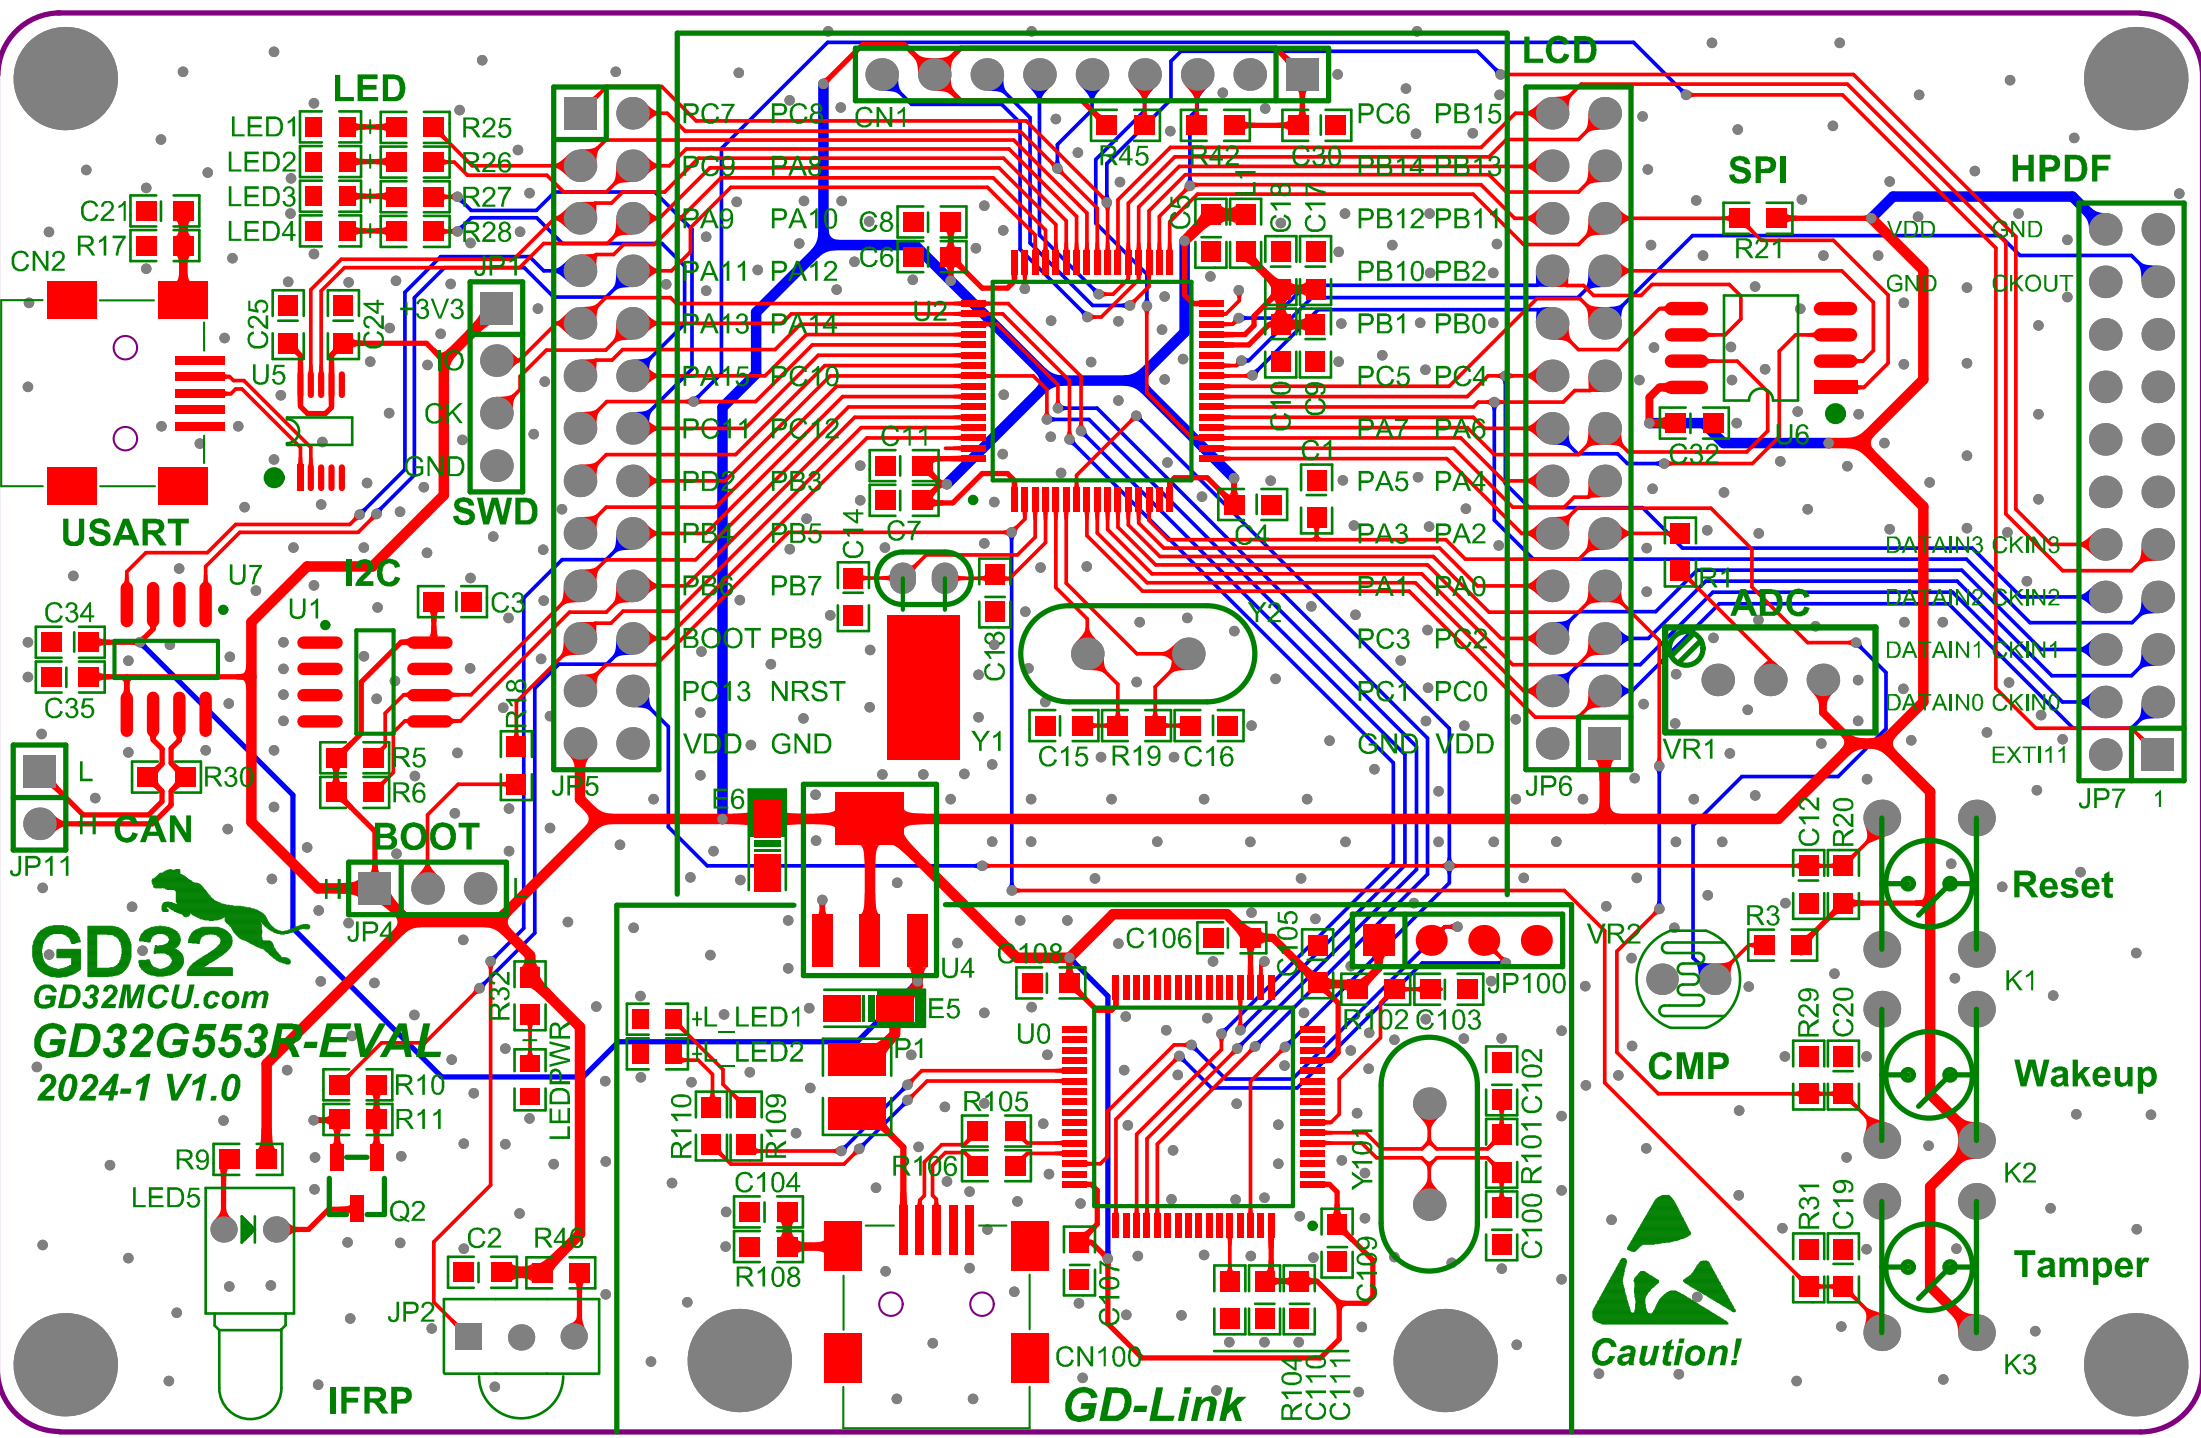 LED
LCD
LED1 + R25
LED2 R26
LED3 R27
LED4 + R28
C21
R17
CN2
CN1
R45 R42 C30
PC7 PC8
PC9 PA8
PA9 PA10
PA11 PA12
PA13 PA14
PA15 PC10
PC11 PC12
PD2 PB3
PB4 PB5
PB6 PB7
BOOT PB9
PC13 NRST
VDD GND
JP5
PC6 PB15
PB14 PB13
PB12 PB11
PB10 PB2
PB1 PB0
PC5 PC4
PA7 PA6
PA5 PA4
PA3 PA2
PA1 PA0
PC3 PC2
PC1 PC0
GND VDD
JP6
SPI
HPDF
R21
VDD GND
GND CKOUT
U6
C32
DATAIN3 CKIN3
DATAIN2 CKIN2
DATAIN1 CKIN1
DATAIN0 CKIN0
EXTI11
JP7 1
C8
C6
C5
L1
C18
C17
U2
C10
C9
C11
C7
C14
C1
C4
C13
Y1
Y2
C15 R19 C16
JP1
+3V3
IO
CK
GND
SWD
C25
C24
U5
USART
I2C
U7
U1
C3
C34
C35
R5
R6
R18
R30
L
H
CAN
JP11
BOOT
H L
JP4
R1
ADC
VR1
E6
U4
E5
P1
GD32
GD32MCU.com
GD32G553R-EVAL
2024-1 V1.0
R32
+
LEDPWR
+L_LED1
+L_LED2
R110
R109
R10
R11
R9
LED5
Q2
C2
R46
JP2
IFRP
C108
C106
C105
JP100
R102 C103
U0
R105
R106
C104
R108
CN100
C107
C109
R104
C110
C111
GD-Link
Y101
C102
R101
C100
VR2
R3
CMP
C12
R20
Reset
K1
R29
C20
Wakeup
K2
R31
C19
Tamper
K3
Caution!